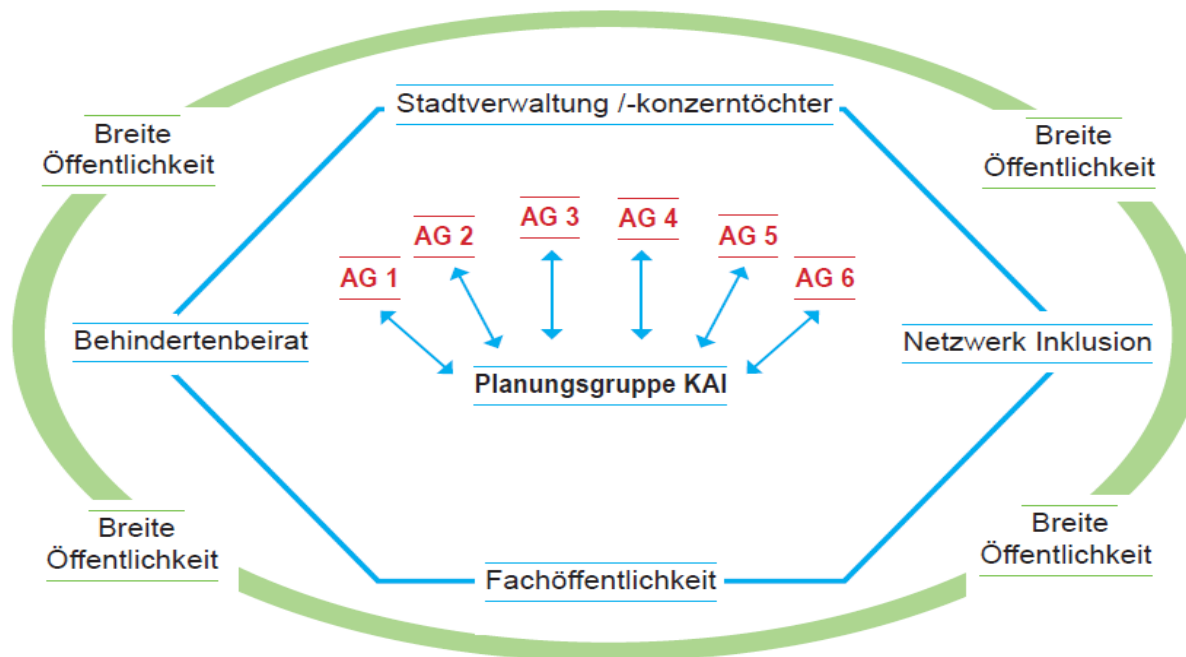 Stadtverwaltung /-konzerntöchter
Breite
Öffentlichkeit
Breite
Öffentlichkeit
AG 1
AG 2
AG 3
AG 4
AG 5
AG 6
Behindertenbeirat
Netzwerk Inklusion
Planungsgruppe KAI
Breite
Öffentlichkeit
Breite
Öffentlichkeit
Fachöffentlichkeit